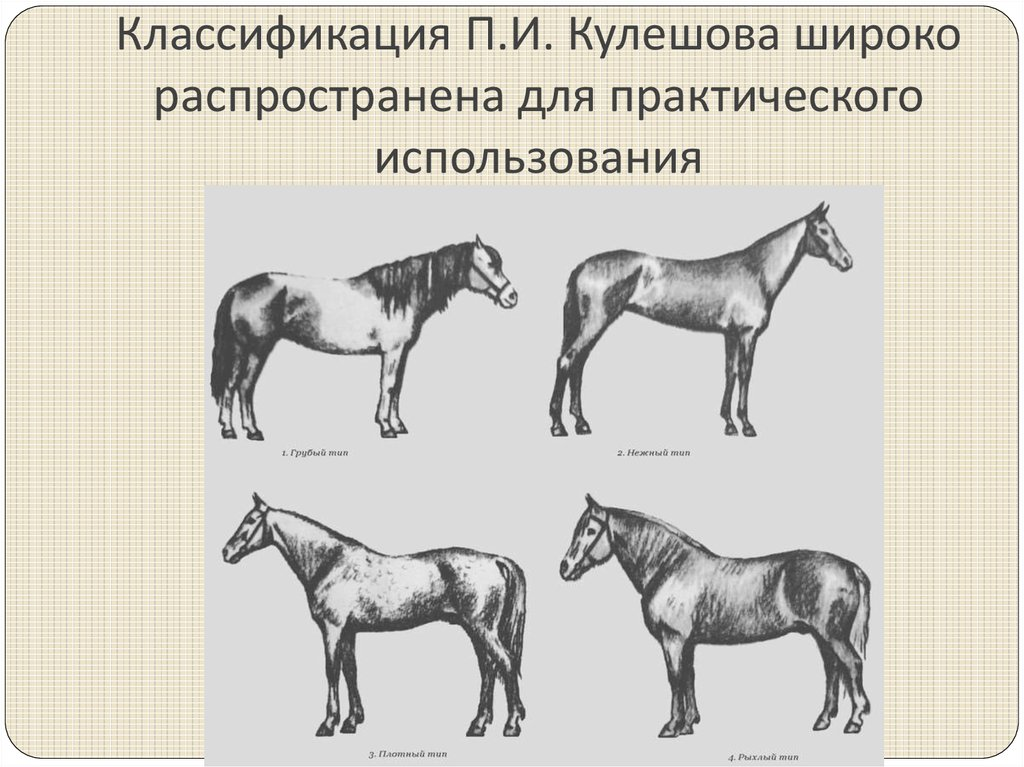 Классификация П.И. Кулешова широко
распространена для практического
использования
1. Грубый тип
2. Нежный тип
3. Плотный тип
4. Рыхлый тип